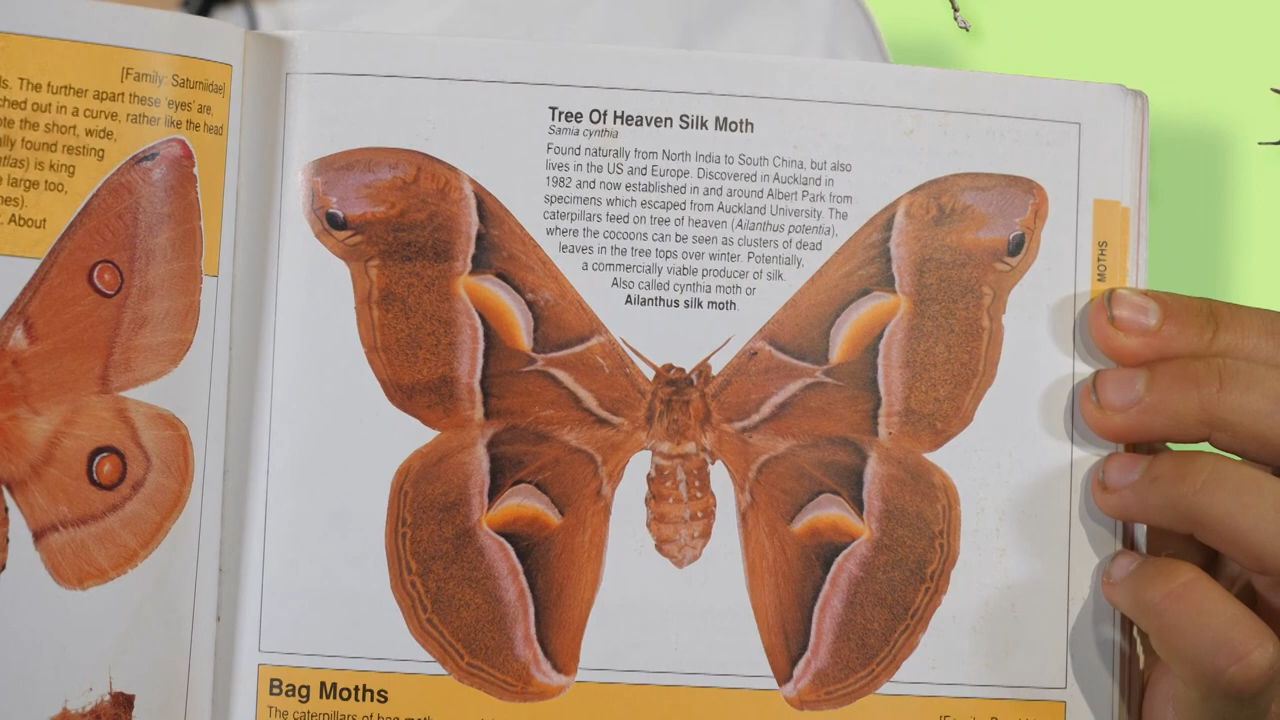 [Family: Saturniidae]
ls. The further apart these 'eyes' are,
ched out in a curve, rather like the head
ote the short, wide,
ally found resting
atlas) is king
e large too,
nes).
. About
Tree Of Heaven Silk Moth
Samia cynthia
Found naturally from North India to South China, but also
lives in the US and Europe. Discovered in Auckland in
1982 and now established in and around Albert Park from
specimens which escaped from Auckland University. The
caterpillars feed on tree of heaven (Ailanthus potentia),
where the cocoons can be seen as clusters of dead
leaves in the tree tops over winter. Potentially,
a commercially viable producer of silk.
Also called cynthia moth or
Ailanthus silk moth.
MOTHS
Bag Moths
The caterpillars of bag